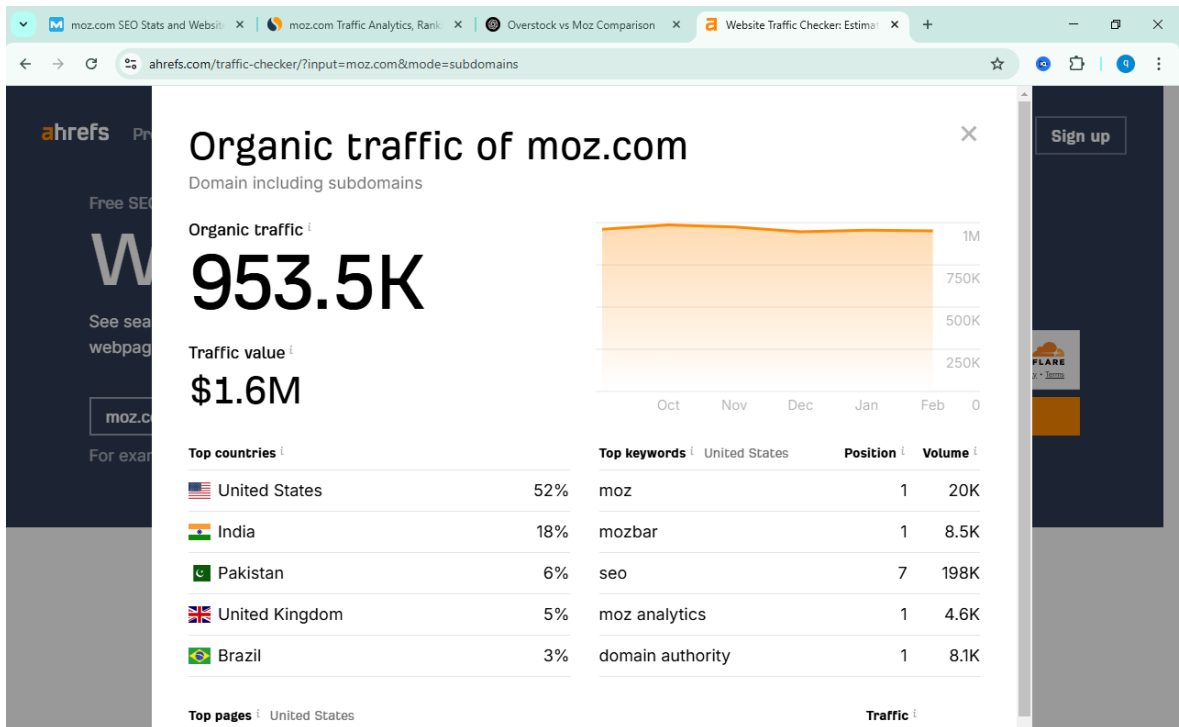 moz.com SEO Stats and Websit
moz.com Traffic Analytics, Rank
Overstock vs Moz Comparison
Website Traffic Checker: Estimat
ahrefs.com/traffic-checker/?input=moz.com&mode=subdomains
q
ahrefs Pr
Sign up
Free SE
W
See sea
webpag
moz.c
For exar
FLARE
y • Terms
Organic traffic of moz.com
Domain including subdomains
Organic traffic i
953.5K
Traffic value i
$1.6M
1M
750K
500K
250K
Oct Nov Dec Jan Feb 0
Top countries i
United States 52%
India 18%
Pakistan 6%
United Kingdom 5%
Brazil 3%
Top keywords i United States Position i Volume i
moz 1 20K
mozbar 1 8.5K
seo 7 198K
moz analytics 1 4.6K
domain authority 1 8.1K
Top pages i United States Traffic i